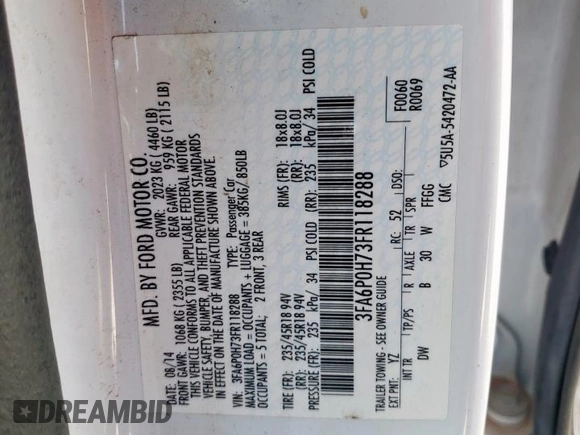 MFD. BY FORD MOTOR CO.
08/14 GVWR: 2023 KG ( 4460 LB)
FRONT GAWR: 1068 KG ( 2355 LB) REAR GAWR: 959 KG ( 2115 LB)
THIS VEHICLE CONFORMS TO ALL APPLICABLE FEDERAL MOTOR
VEHICLE SAFETY, BUMPER, AND THEFT PREVENTION STANDARDS
IN EFFECT ON THE DATE OF MANUFACTURE SHOWN ABOVE.
VIN: 3FA6P0H73FR118288 TYPE: Passenger Car
MAXIMUM LOAD = OCCUPANTS + LUGGAGE = 385KG/ 850LB
OCCUPANTS = 5 TOTAL: 2 FRONT, 3 REAR
TIRE (FR): 235/45R18 94V RIMS (FR): 18x8.0J
(RR): 235/45R18 94V (RR): 18x8.0J
PRESSURE (FR): 235 kPa/ 34 PSI COLD (RR): 235 kPa/ 34 PSI COLD
3FA6P0H73FR118288
F0060
R0069
TRAILER TOWING - SEE OWNER GUIDE
EXT PNT: YZ RC: 52 DSO:
INT TR TP/PS R AXLE TR SPR
DW B 30 W FFGG
CMC ▽5U5A-5420472-AA
DREAMBID